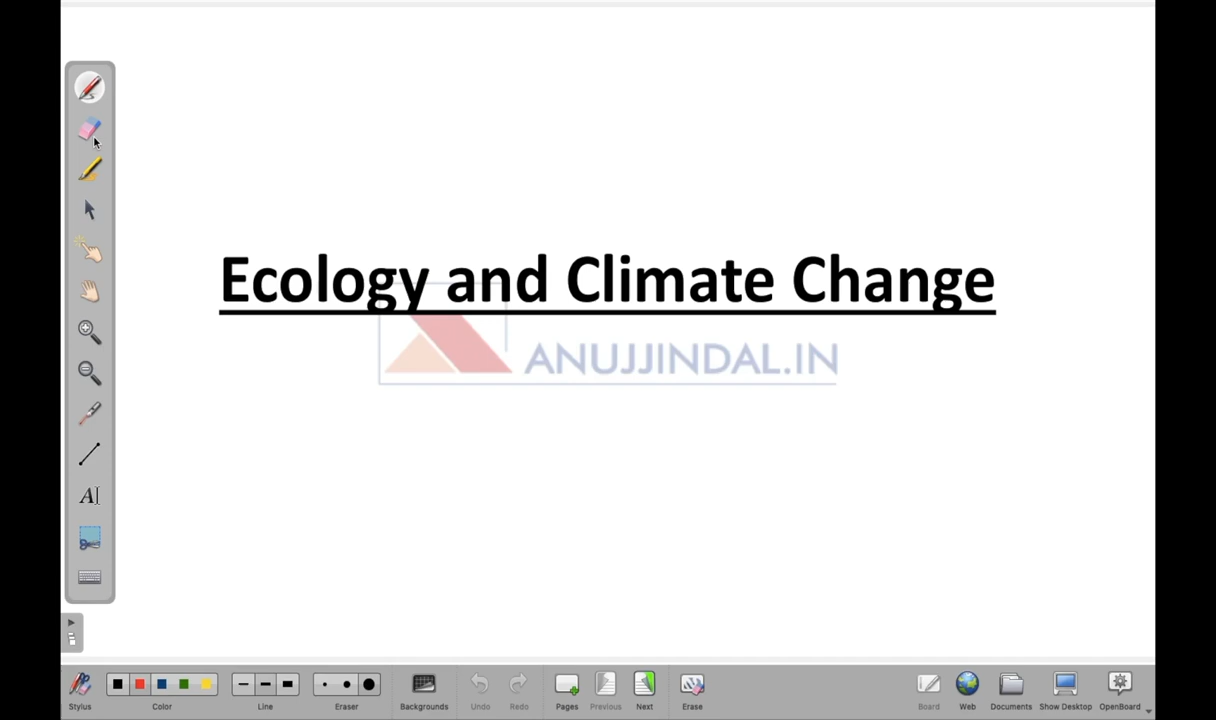 Ecology and Climate Change
ANUJJINDAL.IN
AI
Stylus
Color
Line
Eraser
Backgrounds
Undo
Redo
Pages
Previous
Next
Erase
Board
Web
Documents
Show Desktop
OpenBoard